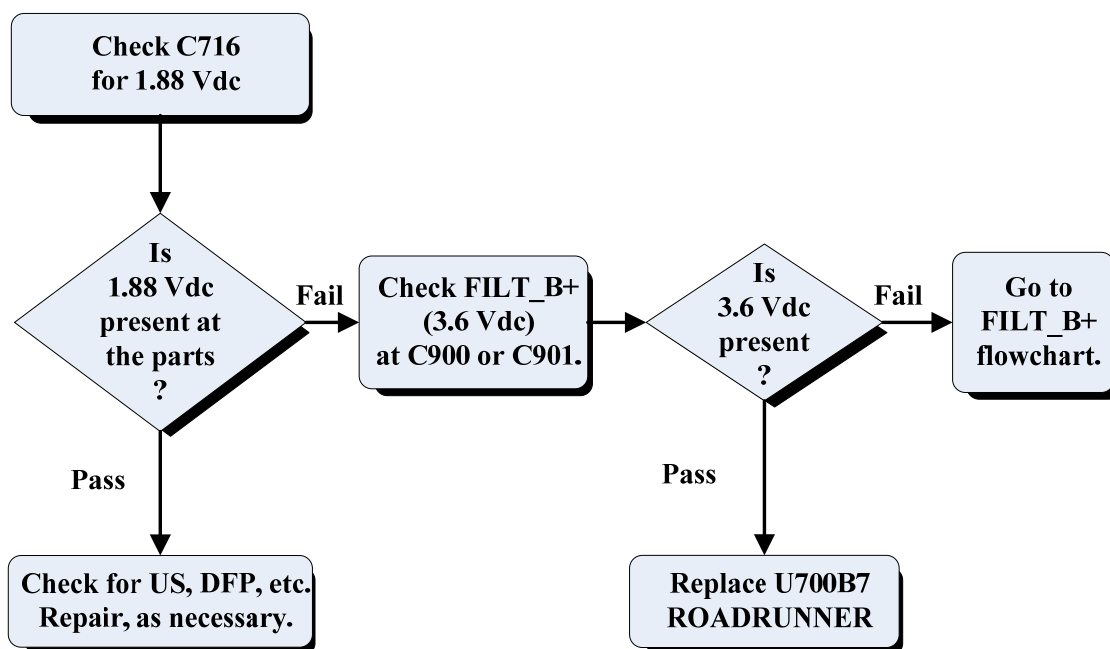 Check C716
for 1.88 Vdc
Is
1.88 Vdc
present at
the parts
?
Fail
Check FILT_B+
(3.6 Vdc)
at C900 or C901.
Is
3.6 Vdc
present
?
Fail
Go to
FILT_B+
flowchart.
Pass
Pass
Check for US, DFP, etc.
Repair, as necessary.
Replace U700B7
ROADRUNNER